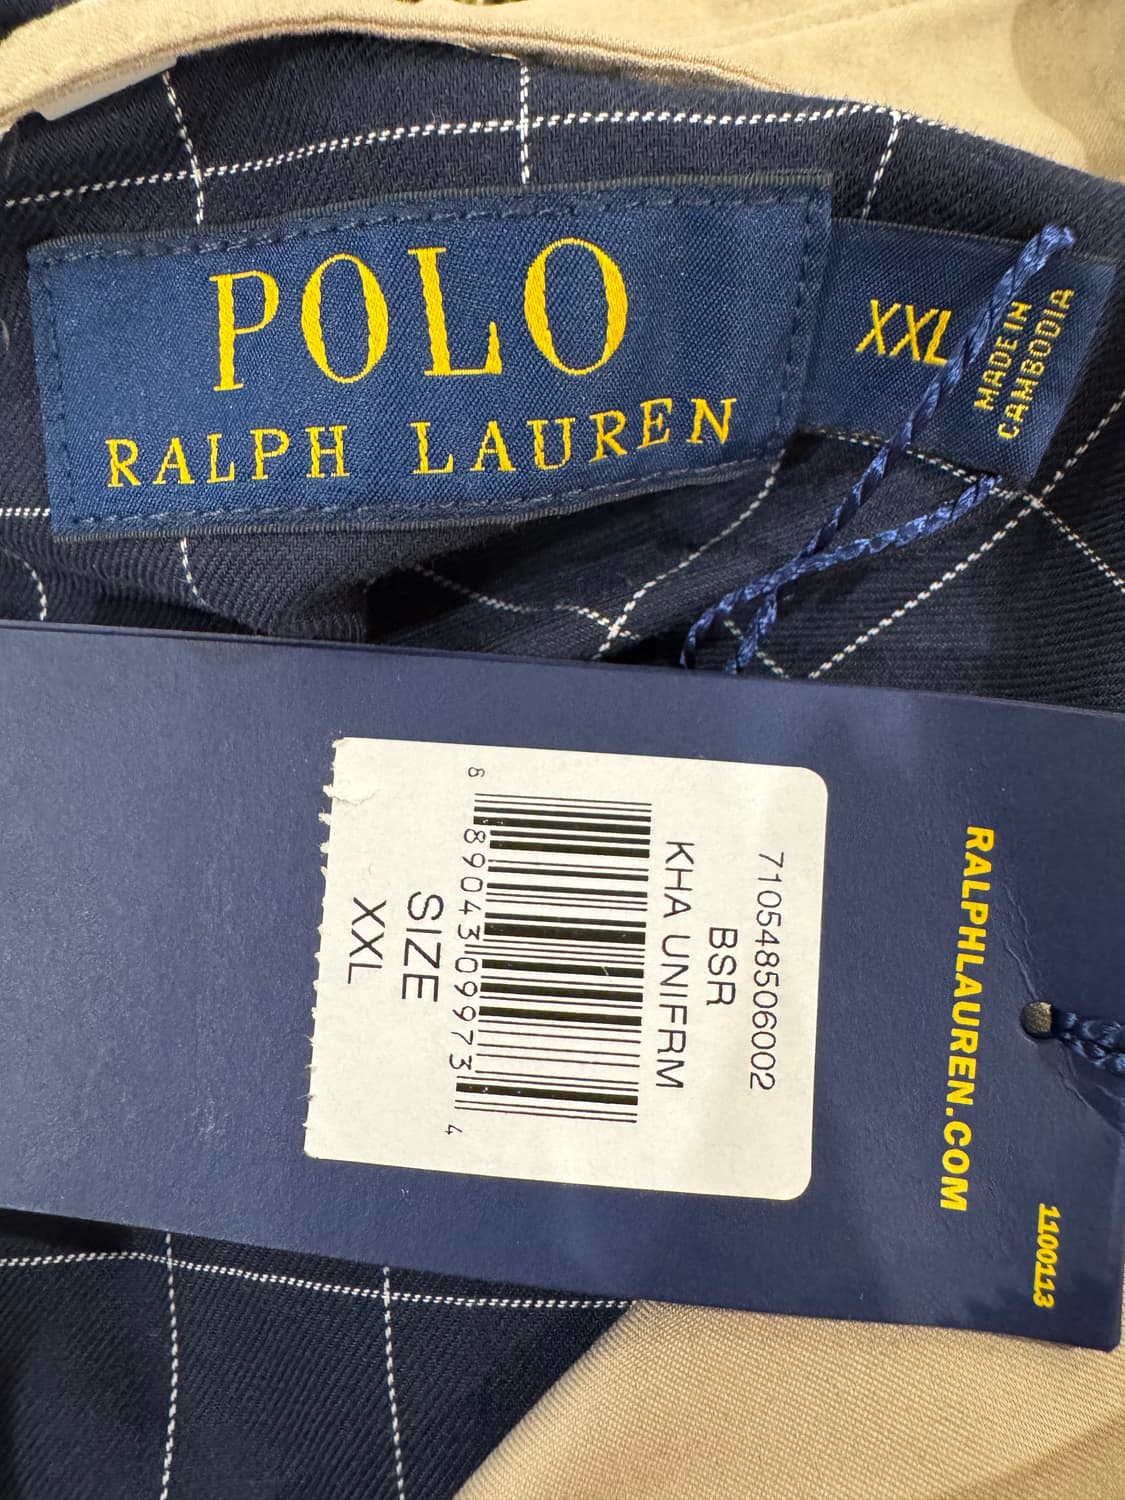 POLO
RALPH LAUREN
XXL
MADE IN
CAMBODIA
RALPHLAUREN.COM
1100113
710548506002
BSR
KHA UNIFRM
8 89043 09973 4
SIZE
XXL